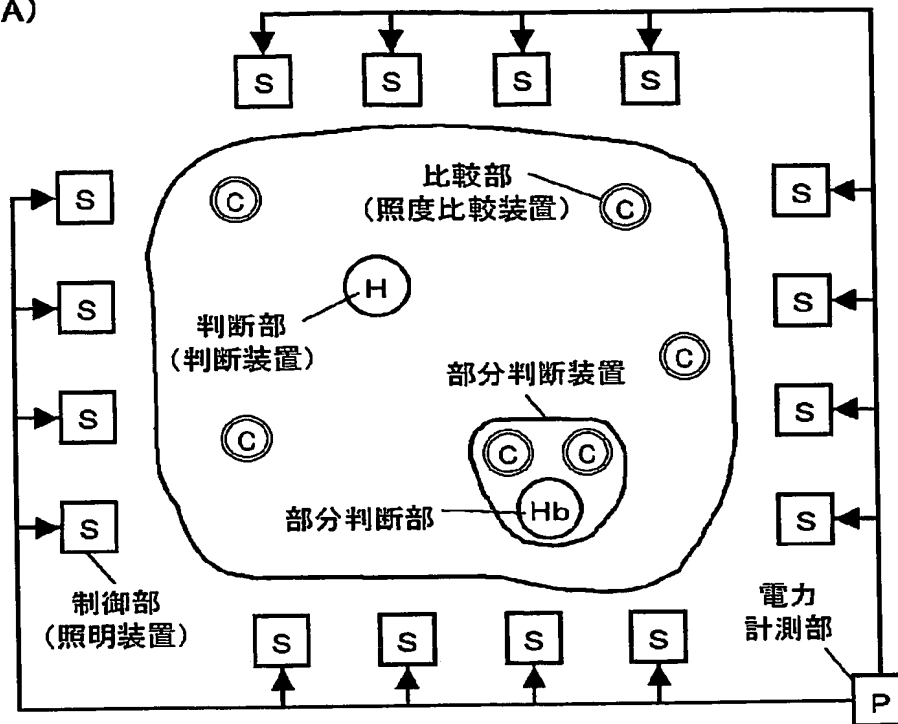 A)
S S S S
比較部
(照度比較装置)
S C C S
H
S S
判断部
(判断装置)
C
部分判断装置
S C C C S
部分判断部 Hb
S S
制御部
(照明装置)
電力
計測部
S S S S
P